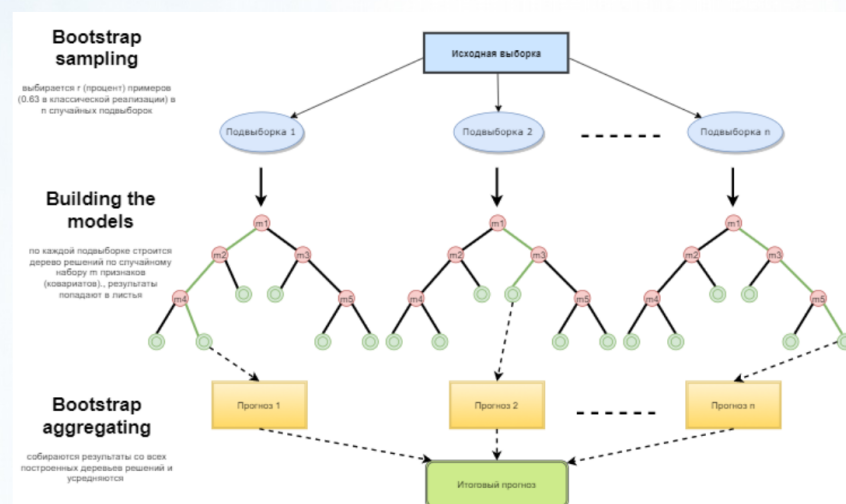 Bootstrap
sampling
выбирается r (процент) примеров
(0.63 в классической реализации) в
n случайных подвыборок
Исходная выборка
Подвыборка 1
Подвыборка 2
Подвыборка n
Building the
models
по каждой подвыборке строится
дерево решений по случайному
набору m признаков
(ковариатов)., результаты
попадают в листья
m1
m2
m3
m4
m5
m1
m2
m3
m4
m5
m1
m2
m3
m4
m5
Bootstrap
aggregating
собираются результаты со всех
построенных деревьев решений и
усредняются
Прогноз 1
Прогноз 2
Прогноз n
Итоговый прогноз